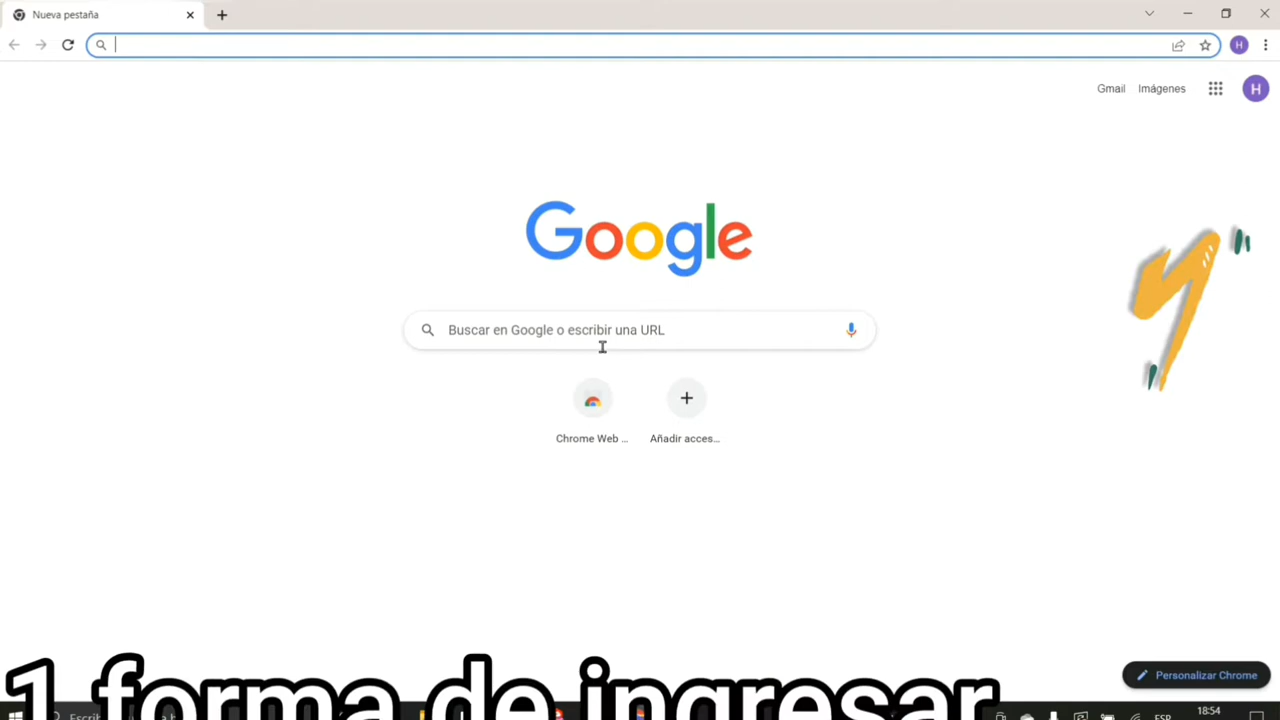 Nueva pestaña
H
Gmail Imágenes H
Google
Buscar en Google o escribir una URL
Chrome Web ... Añadir acces...
Personalizar Chrome
1 forma de ingresar
18:54
ESP